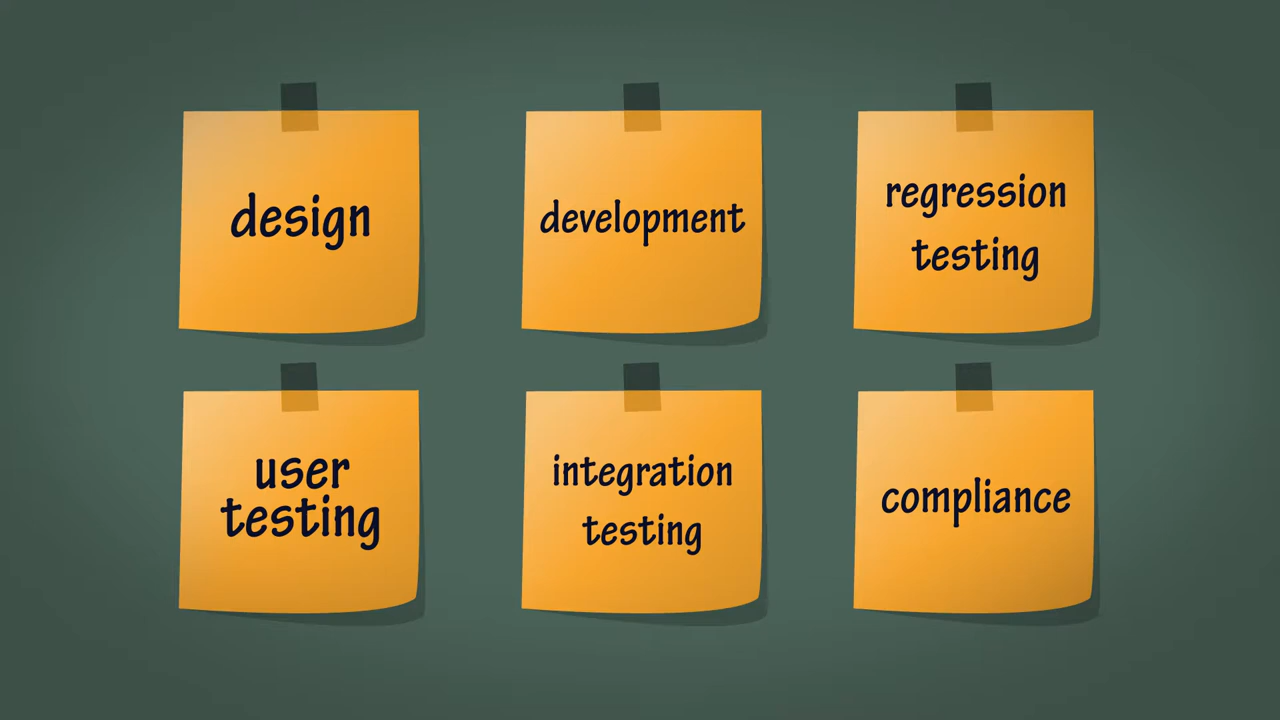 design
development
regression
testing
user
testing
integration
testing
compliance